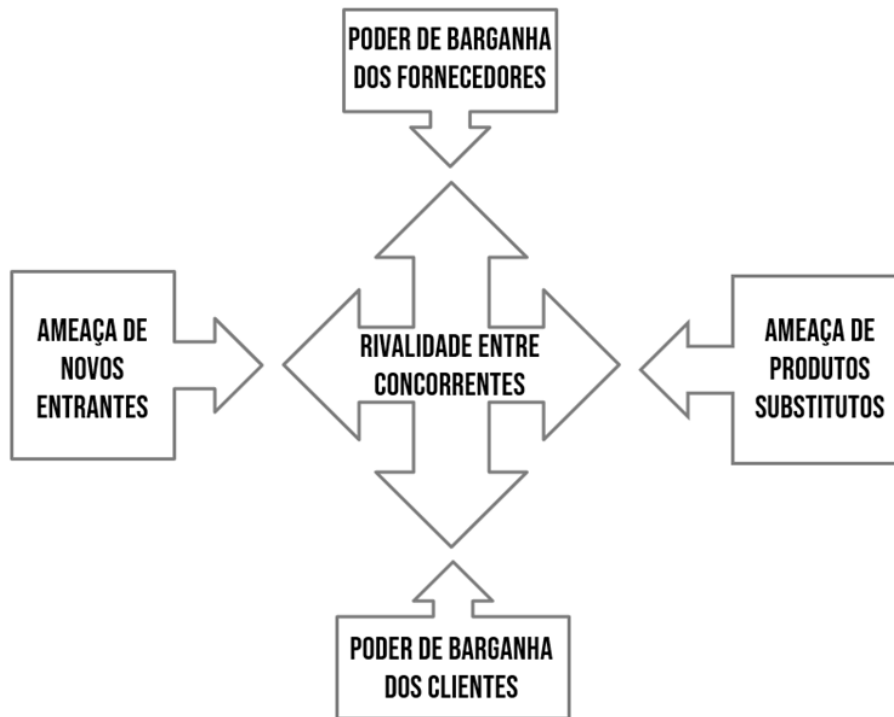 PODER DE BARGANHA
DOS FORNECEDORES
AMEAÇA DE
NOVOS
ENTRANTES
RIVALIDADE ENTRE
CONCORRENTES
AMEAÇA DE
PRODUTOS
SUBSTITUTOS
PODER DE BARGANHA
DOS CLIENTES